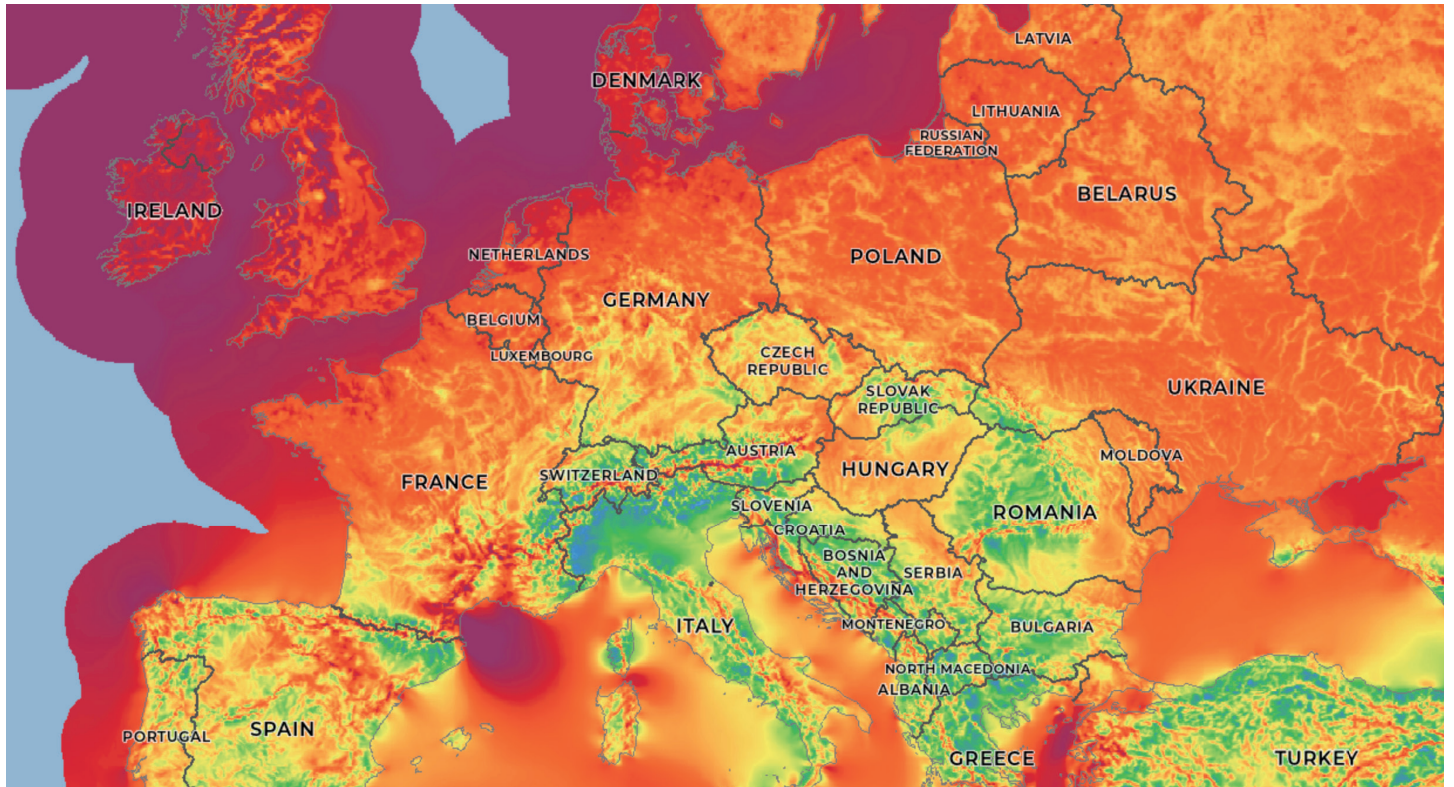 LATVIA
DENMARK
LITHUANIA
RUSSIAN
FEDERATION
BELARUS
IRELAND
NETHERLANDS
POLAND
GERMANY
BELGIUM
LUXEMBOURG
CZECH
REPUBLIC
UKRAINE
SLOVAK
REPUBLIC
AUSTRIA
MOLDOVA
HUNGARY
SWITZERLAND
FRANCE
SLOVENIA
ROMANIA
CROATIA
BOSNIA
AND
HERZEGOVINA
SERBIA
MONTENEGRO
ITALY
BULGARIA
NORTH MACEDONIA
ALBANIA
SPAIN
PORTUGAL
GREECE
TURKEY